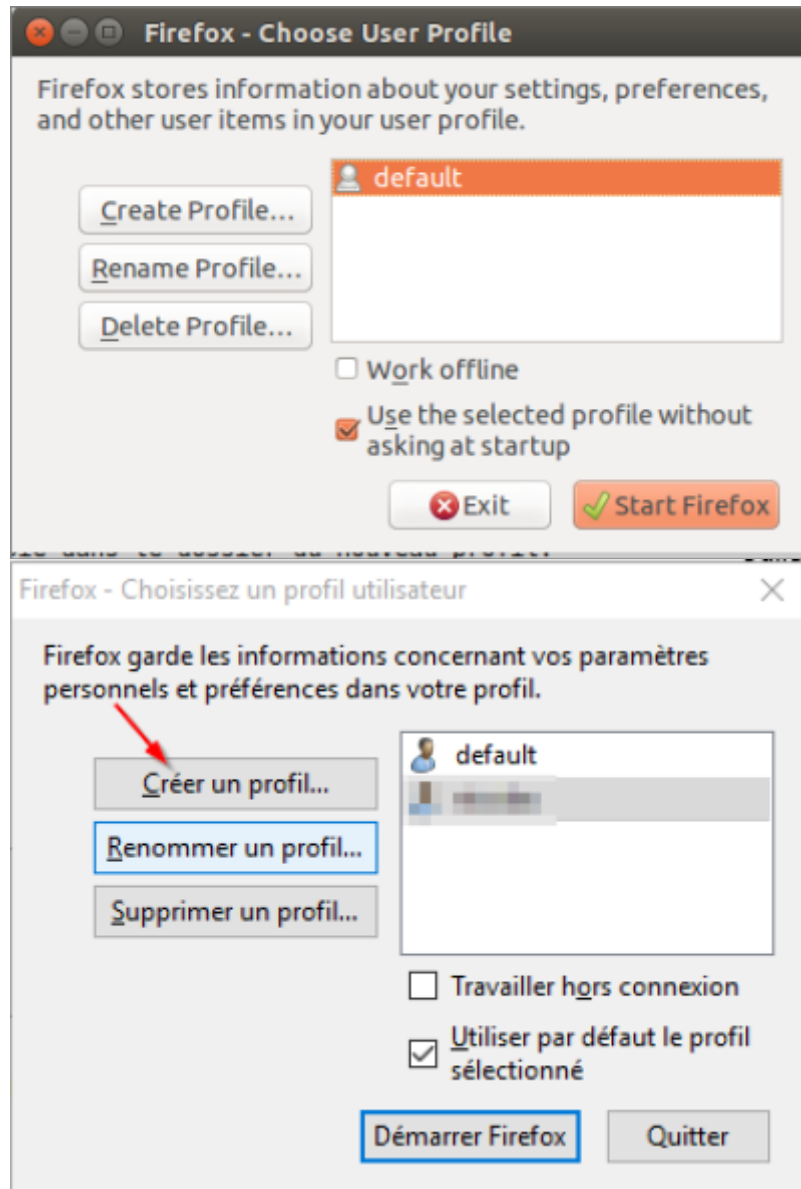 Firefox - Choose User Profile
Firefox stores information about your settings, preferences,
and other user items in your user profile.
default
Create Profile...
Rename Profile...
Delete Profile...
Work offline
Use the selected profile without
asking at startup
Exit
Start Firefox
Firefox - Choisissez un profil utilisateur
Firefox garde les informations concernant vos paramètres
personnels et préférences dans votre profil.
default
Créer un profil...
Renommer un profil...
Supprimer un profil...
Travailler hors connexion
Utiliser par défaut le profil
sélectionné
Démarrer Firefox
Quitter